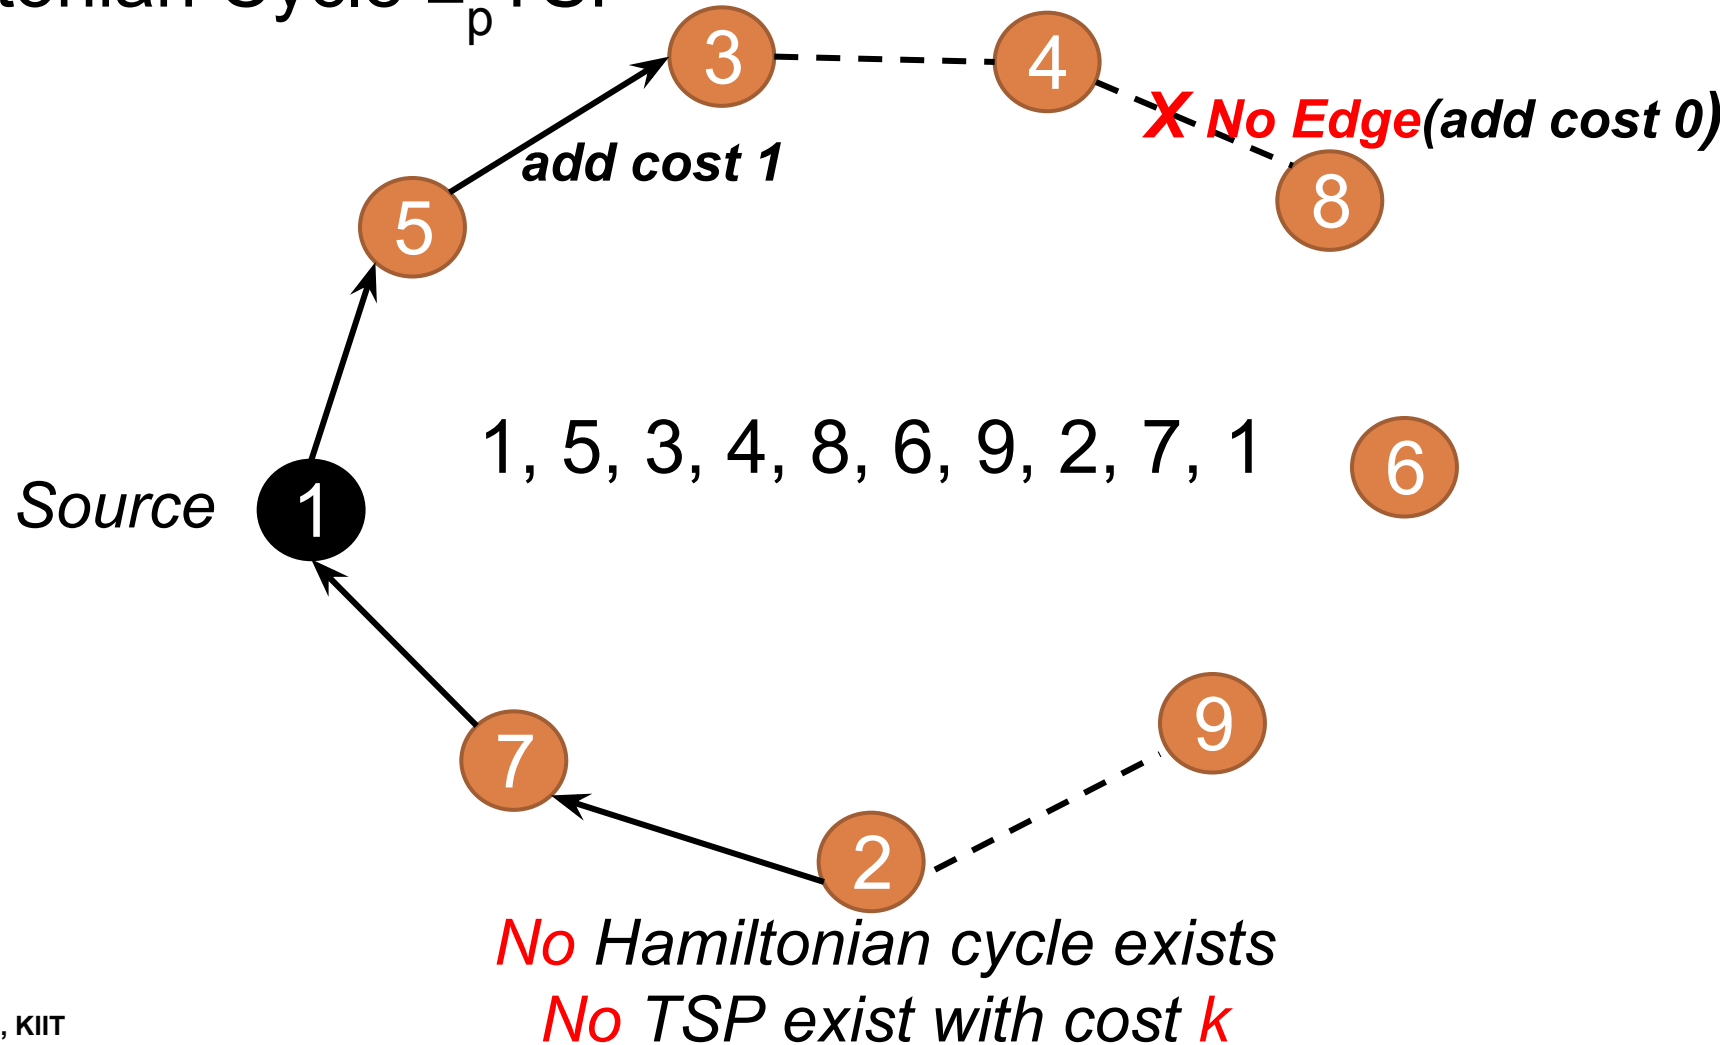 Cycle
p
3
4
X No Edge(add cost 0)
add cost 1
8
5
1, 5, 3, 4, 8, 6, 9, 2, 7, 1
6
Source
1
9
7
2
No Hamiltonian cycle exists
No TSP exist with cost k
, KIIT